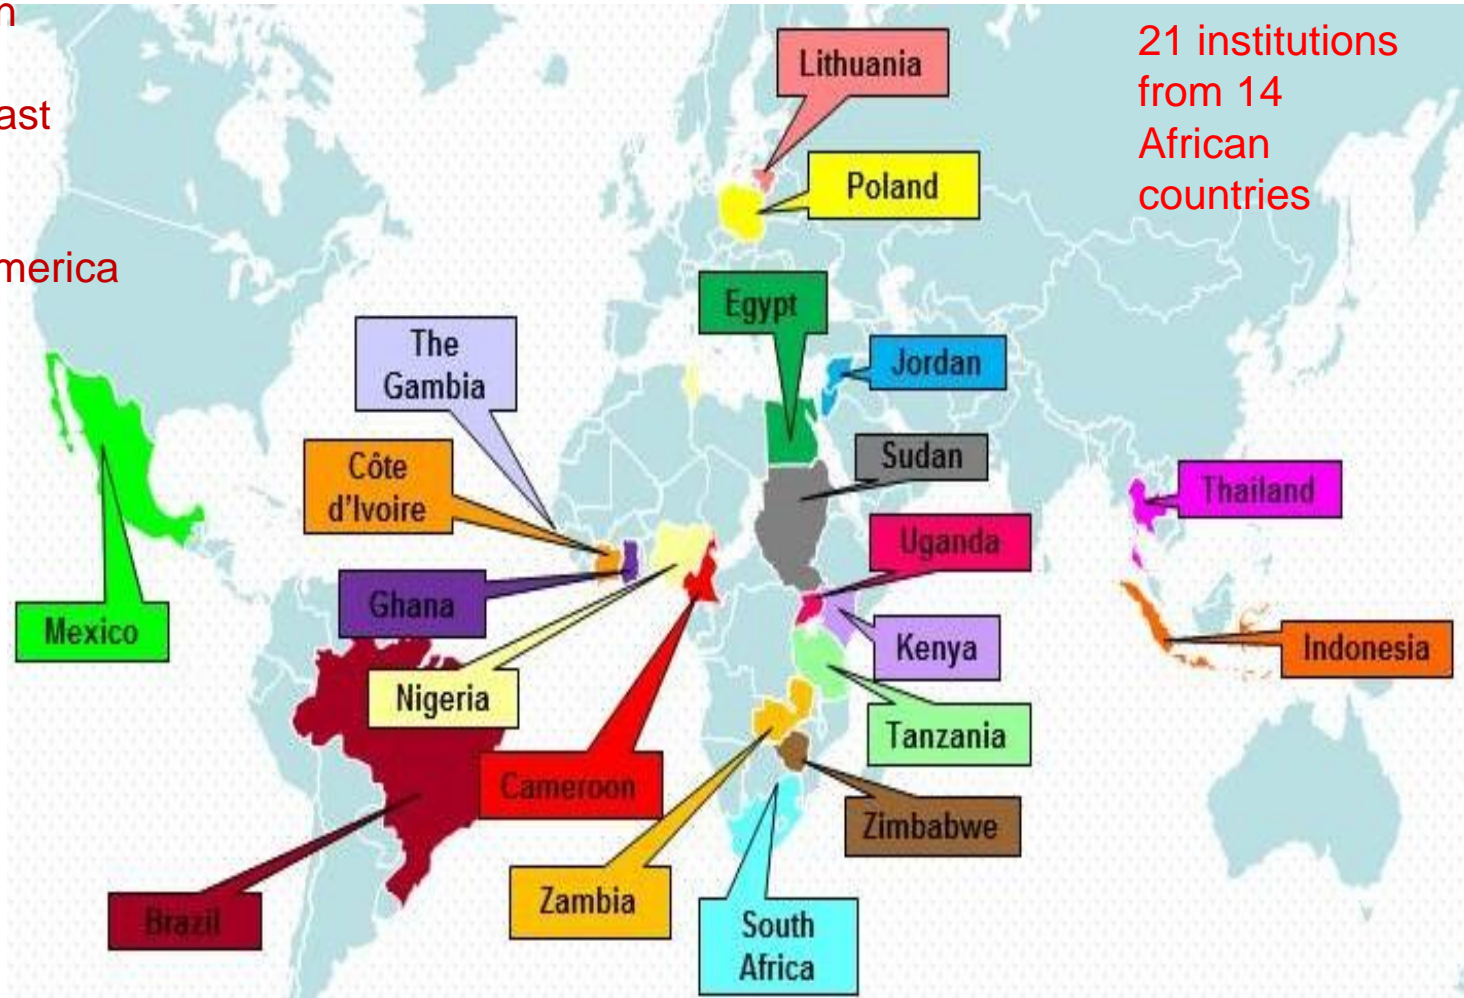 n
ast
merica
21 institutions
from 14
African
countries
Lithuania
Poland
Egypt
The
Gambia
Jordan
Côte
d'Ivoire
Sudan
Thailand
Uganda
Ghana
Mexico
Kenya
Indonesia
Nigeria
Tanzania
Cameroon
Zimbabwe
Zambia
Brazil
South
Africa